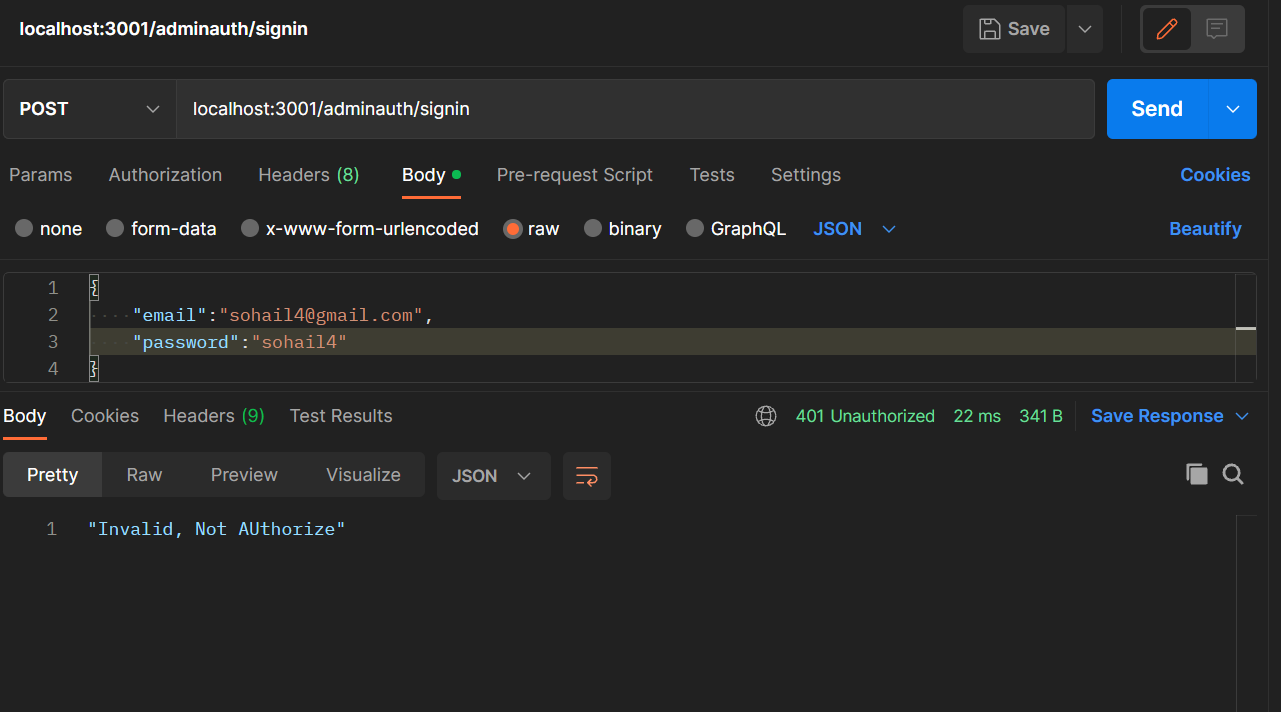 localhost:3001/adminauth/signin Save
POST localhost:3001/adminauth/signin Send
Params Authorization Headers (8) Body Pre-request Script Tests Settings Cookies
none form-data x-www-form-urlencoded raw binary GraphQL JSON Beautify
1 {
2 "email":"sohail4@gmail.com",
3 "password":"sohail4"
4 }
Body Cookies Headers (9) Test Results 401 Unauthorized 22 ms 341 B Save Response
Pretty Raw Preview Visualize JSON
1 "Invalid, Not AUthorize"